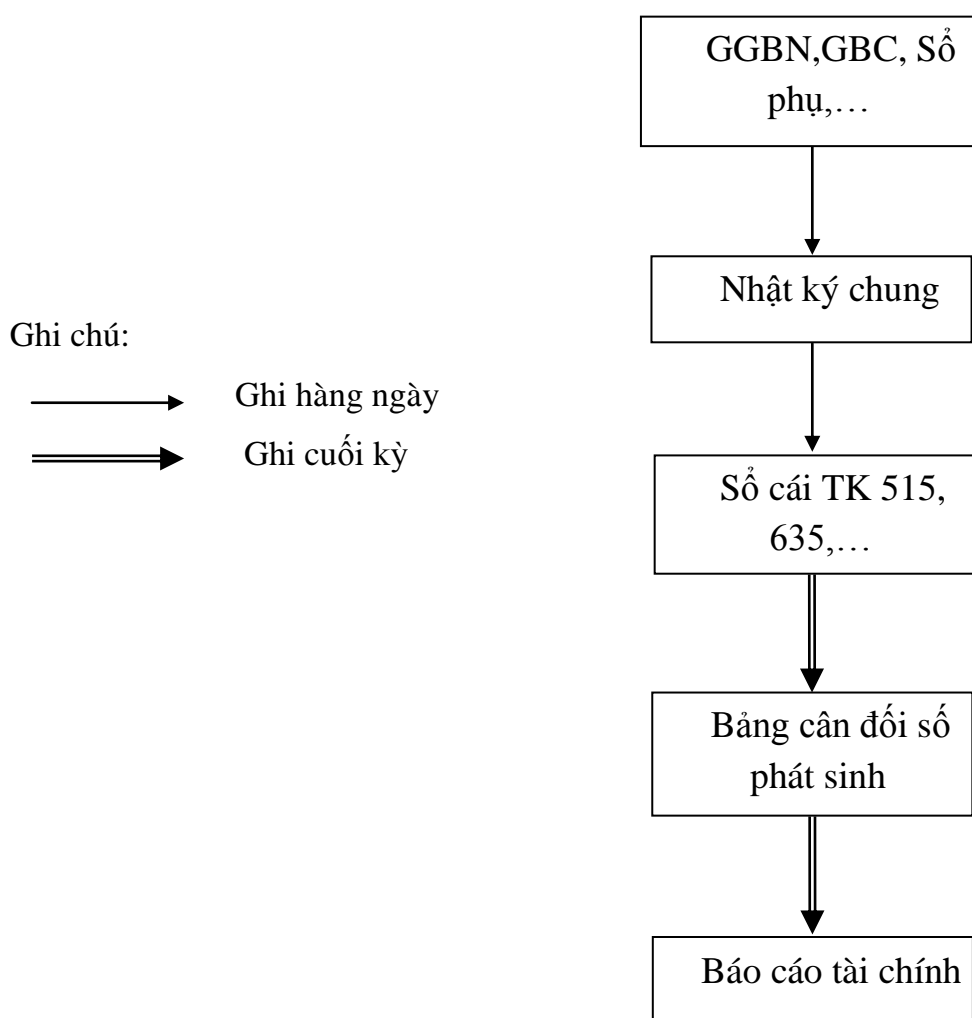 GGBN,GBC, Sổ
phụ,…
Nhật ký chung
Ghi chú:
Ghi hàng ngày
Ghi cuối kỳ
Sổ cái TK 515,
635,…
Bảng cân đối số
phát sinh
Báo cáo tài chính